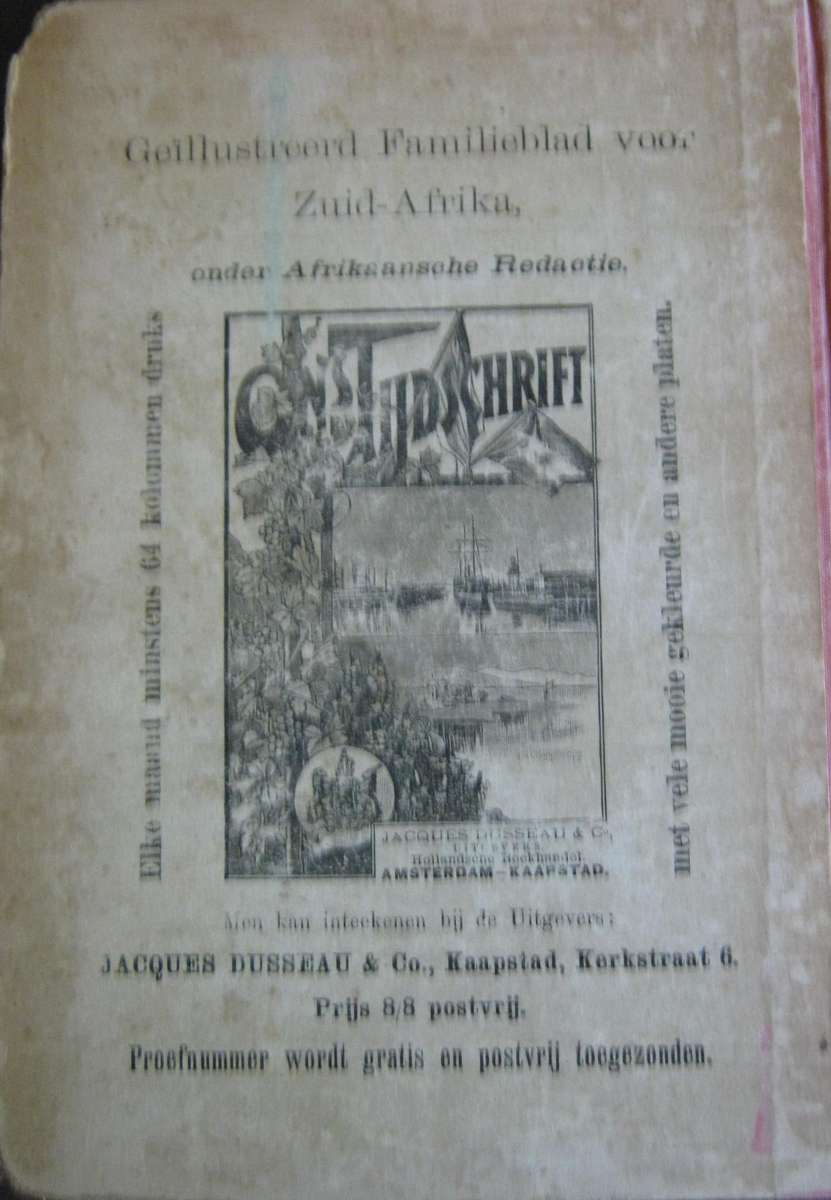 Geïllustreerd Familieblad voor
Zuid-Afrika,
onder Afrikaansche Redactie.
Elke maand minstens 64 kolommen druks
ONS TIJDSCHRIFT
JACQUES DUSSEAU & Co,
UITGEVERS.
Hollandsche Boekhandel.
AMSTERDAM-KAAPSTAD.
met vele mooie gekleurde en andere platen.
Men kan inteekenen bij de Uitgevers:
JACQUES DUSSEAU & Co., Kaapstad, Kerkstraat 6.
Prijs 8/8 postvrij.
Proefnummer wordt gratis en postvrij toegezonden.